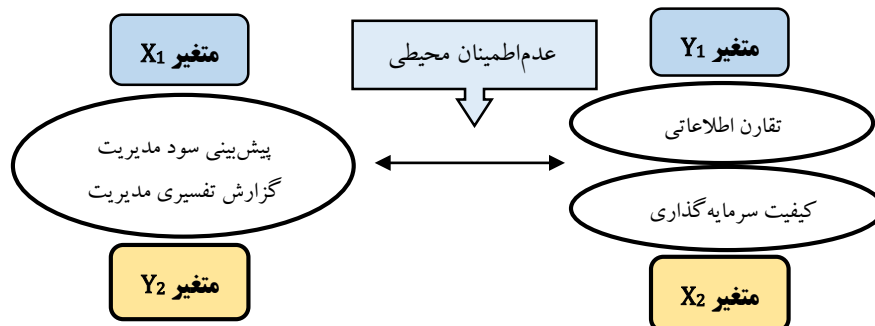 متغیر X1
عدم‌اطمینان محیطی
متغیر Y1
پیش‌بینی سود مدیریت
گزارش تفسیری مدیریت
تقارن اطلاعاتی
کیفیت سرمایه‌گذاری
متغیر Y2
متغیر X2